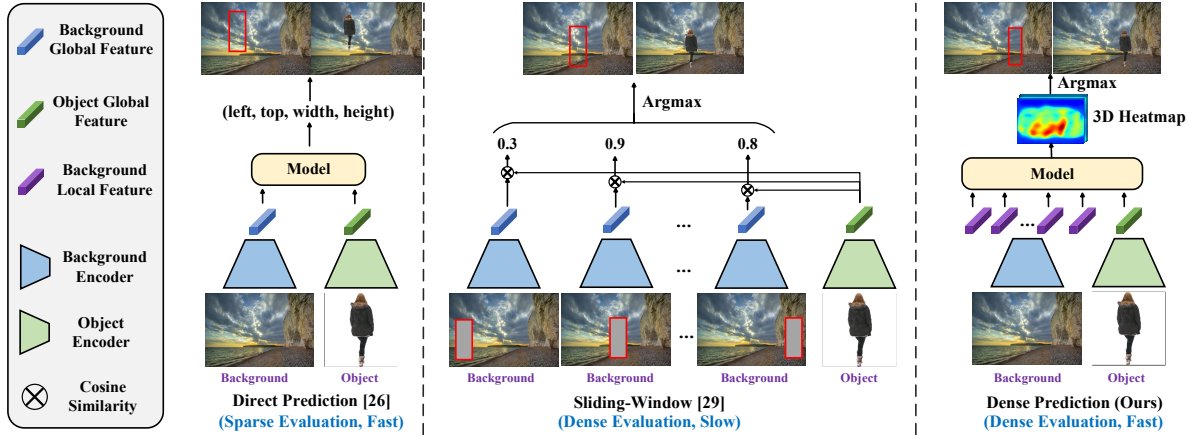 Background
Global Feature
Object Global
Feature
Background
Local Feature
Background
Encoder
Object
Encoder
Cosine
Similarity
(left, top, width, height)
Model
Background
Object
Direct Prediction [26]
(Sparse Evaluation, Fast)
Argmax
0.3
0.9
0.8
...
...
...
Background
Background
Background
Object
Sliding-Window [29]
(Dense Evaluation, Slow)
Argmax
3D Heatmap
Model
...
Background
Object
Dense Prediction (Ours)
(Dense Evaluation, Fast)